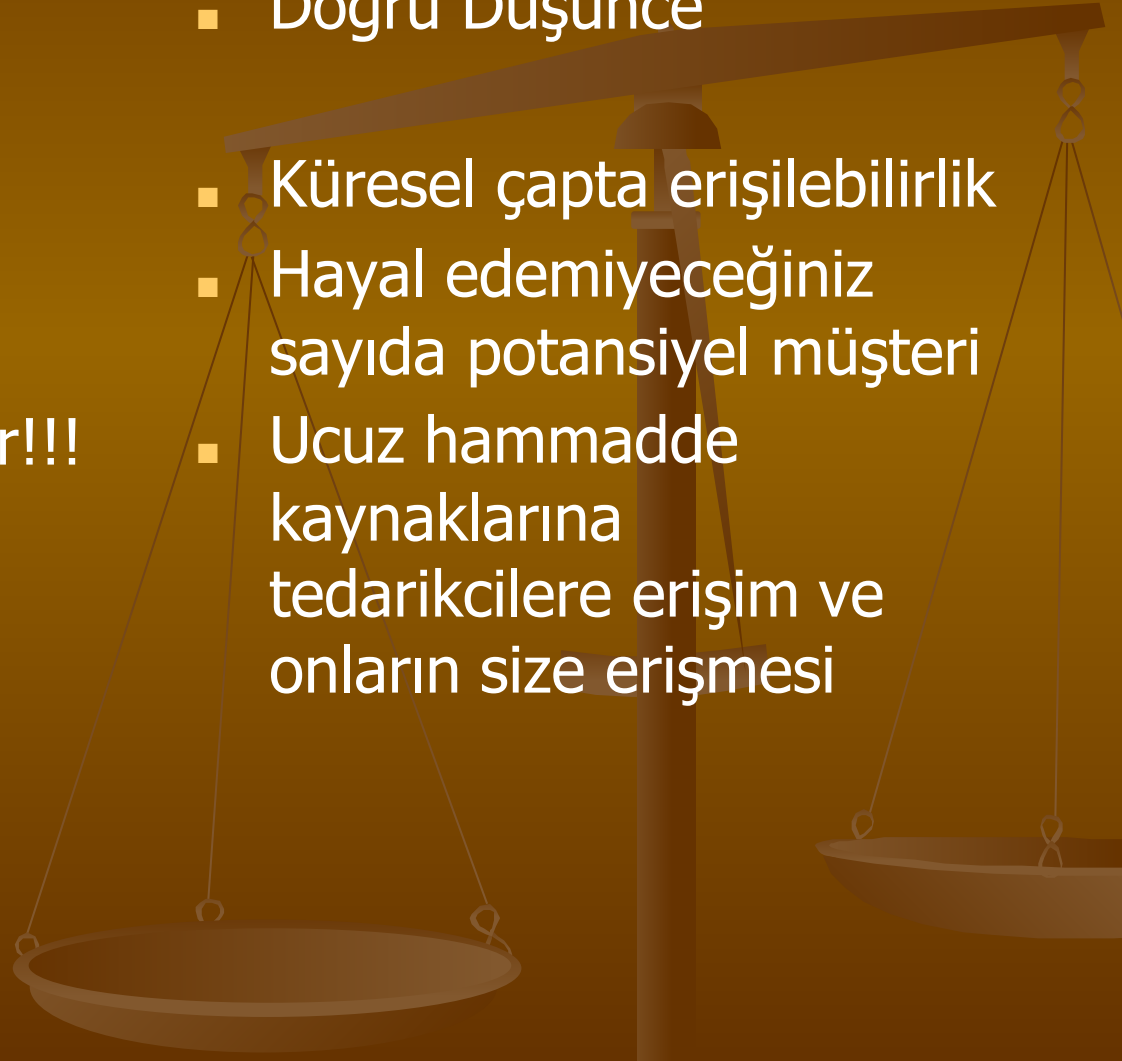 ■ Doğru Düşünce
■ Küresel çapta erişilebilirlik
■ Hayal edemiyeceğiniz
sayıda potansiyel müşteri
r!!!
■ Ucuz hammadde
kaynaklarına
tedarikcilere erişim ve
onların size erişmesi